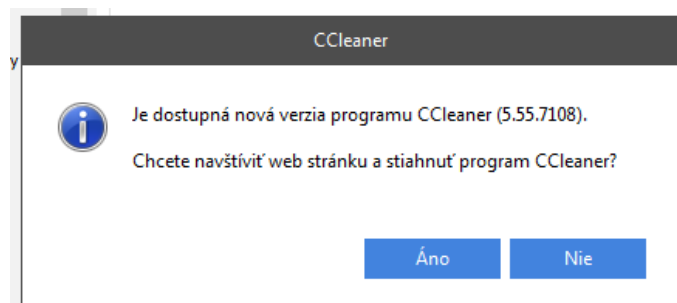 CCleaner
y
Je dostupná nová verzia programu CCleaner (5.55.7108).
Chcete navštíviť web stránku a stiahnuť program CCleaner?
Áno Nie